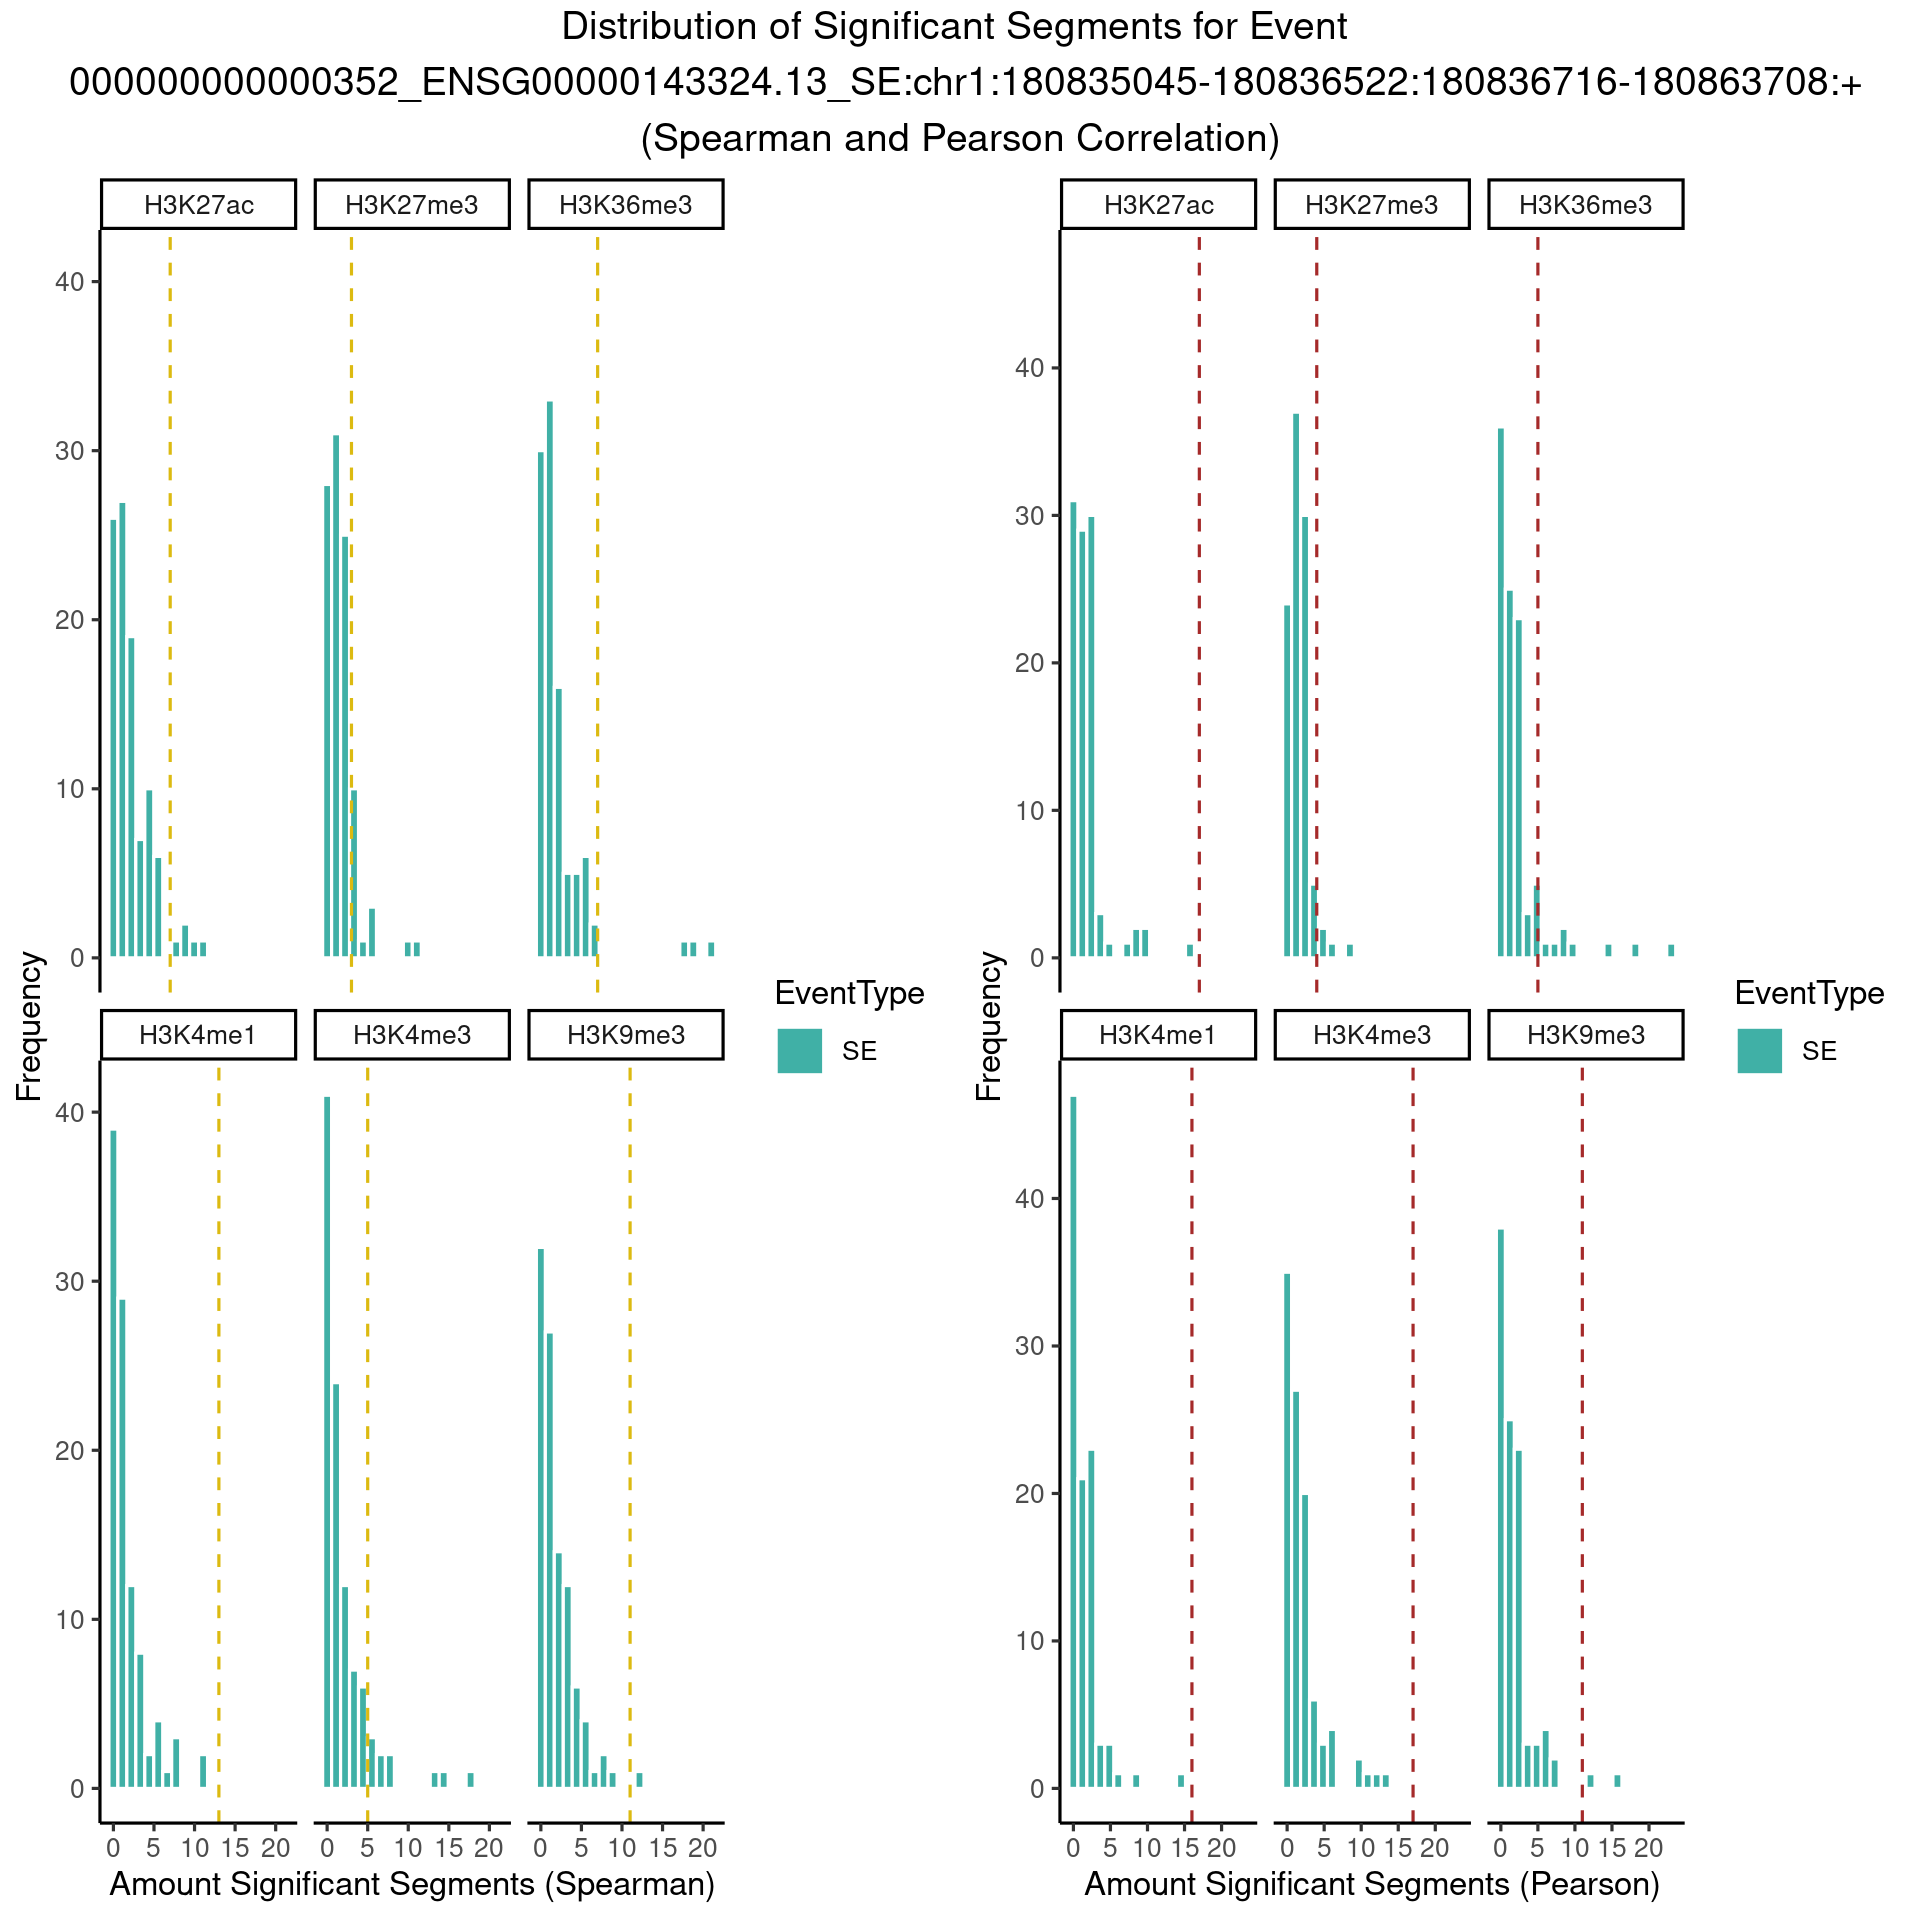 Distribution of Significant Segments for Event
000000000000352_ENSG00000143324.13_SE:chr1:180835045-180836522:180836716-180863708:+
(Spearman and Pearson Correlation)
H3K27ac H3K27me3 H3K36me3
40
30
20
10
0
H3K4me1 H3K4me3 H3K9me3
40
30
20
10
0
0 5 10 15 20 0 5 10 15 20 0 5 10 15 20
Amount Significant Segments (Spearman)
Frequency
EventType
SE
H3K27ac H3K27me3 H3K36me3
40
30
20
10
0
H3K4me1 H3K4me3 H3K9me3
40
30
20
10
0
0 5 10 15 20 0 5 10 15 20 0 5 10 15 20
Amount Significant Segments (Pearson)
Frequency
EventType
SE